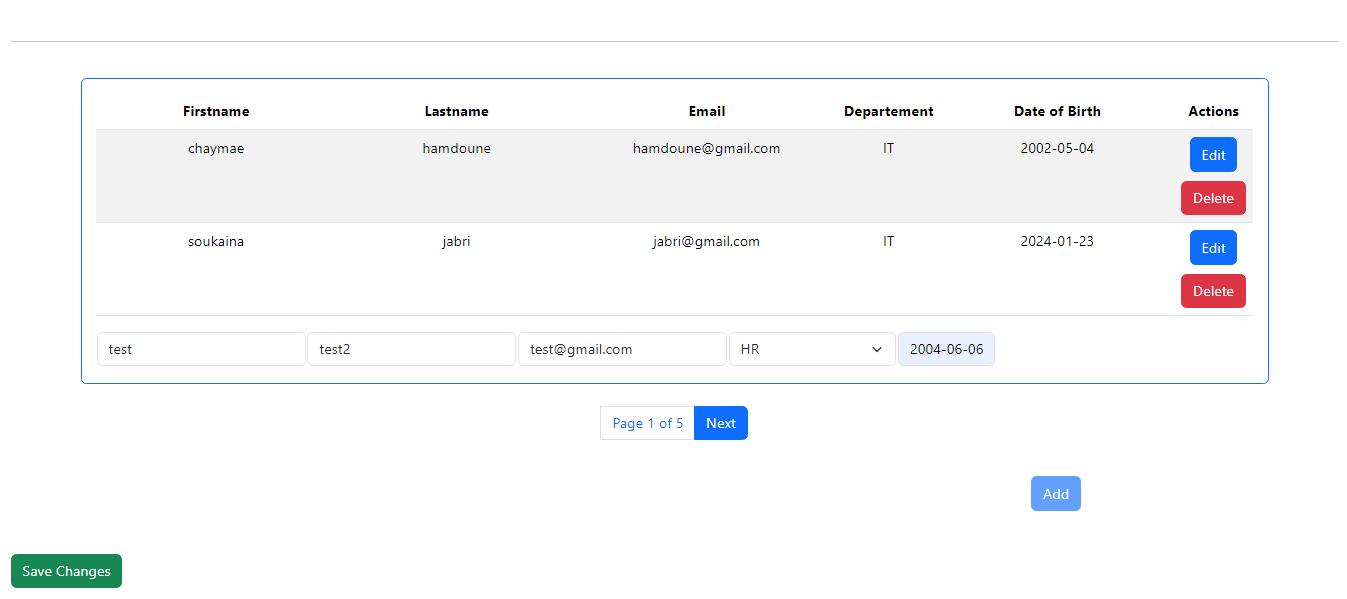 Firstname Lastname Email Departement Date of Birth Actions
chaymae hamdoune hamdoune@gmail.com IT 2002-05-04 Edit
Delete
soukaina jabri jabri@gmail.com IT 2024-01-23 Edit
Delete
test test2 test@gmail.com HR 2004-06-06
Page 1 of 5 Next
Add
Save Changes